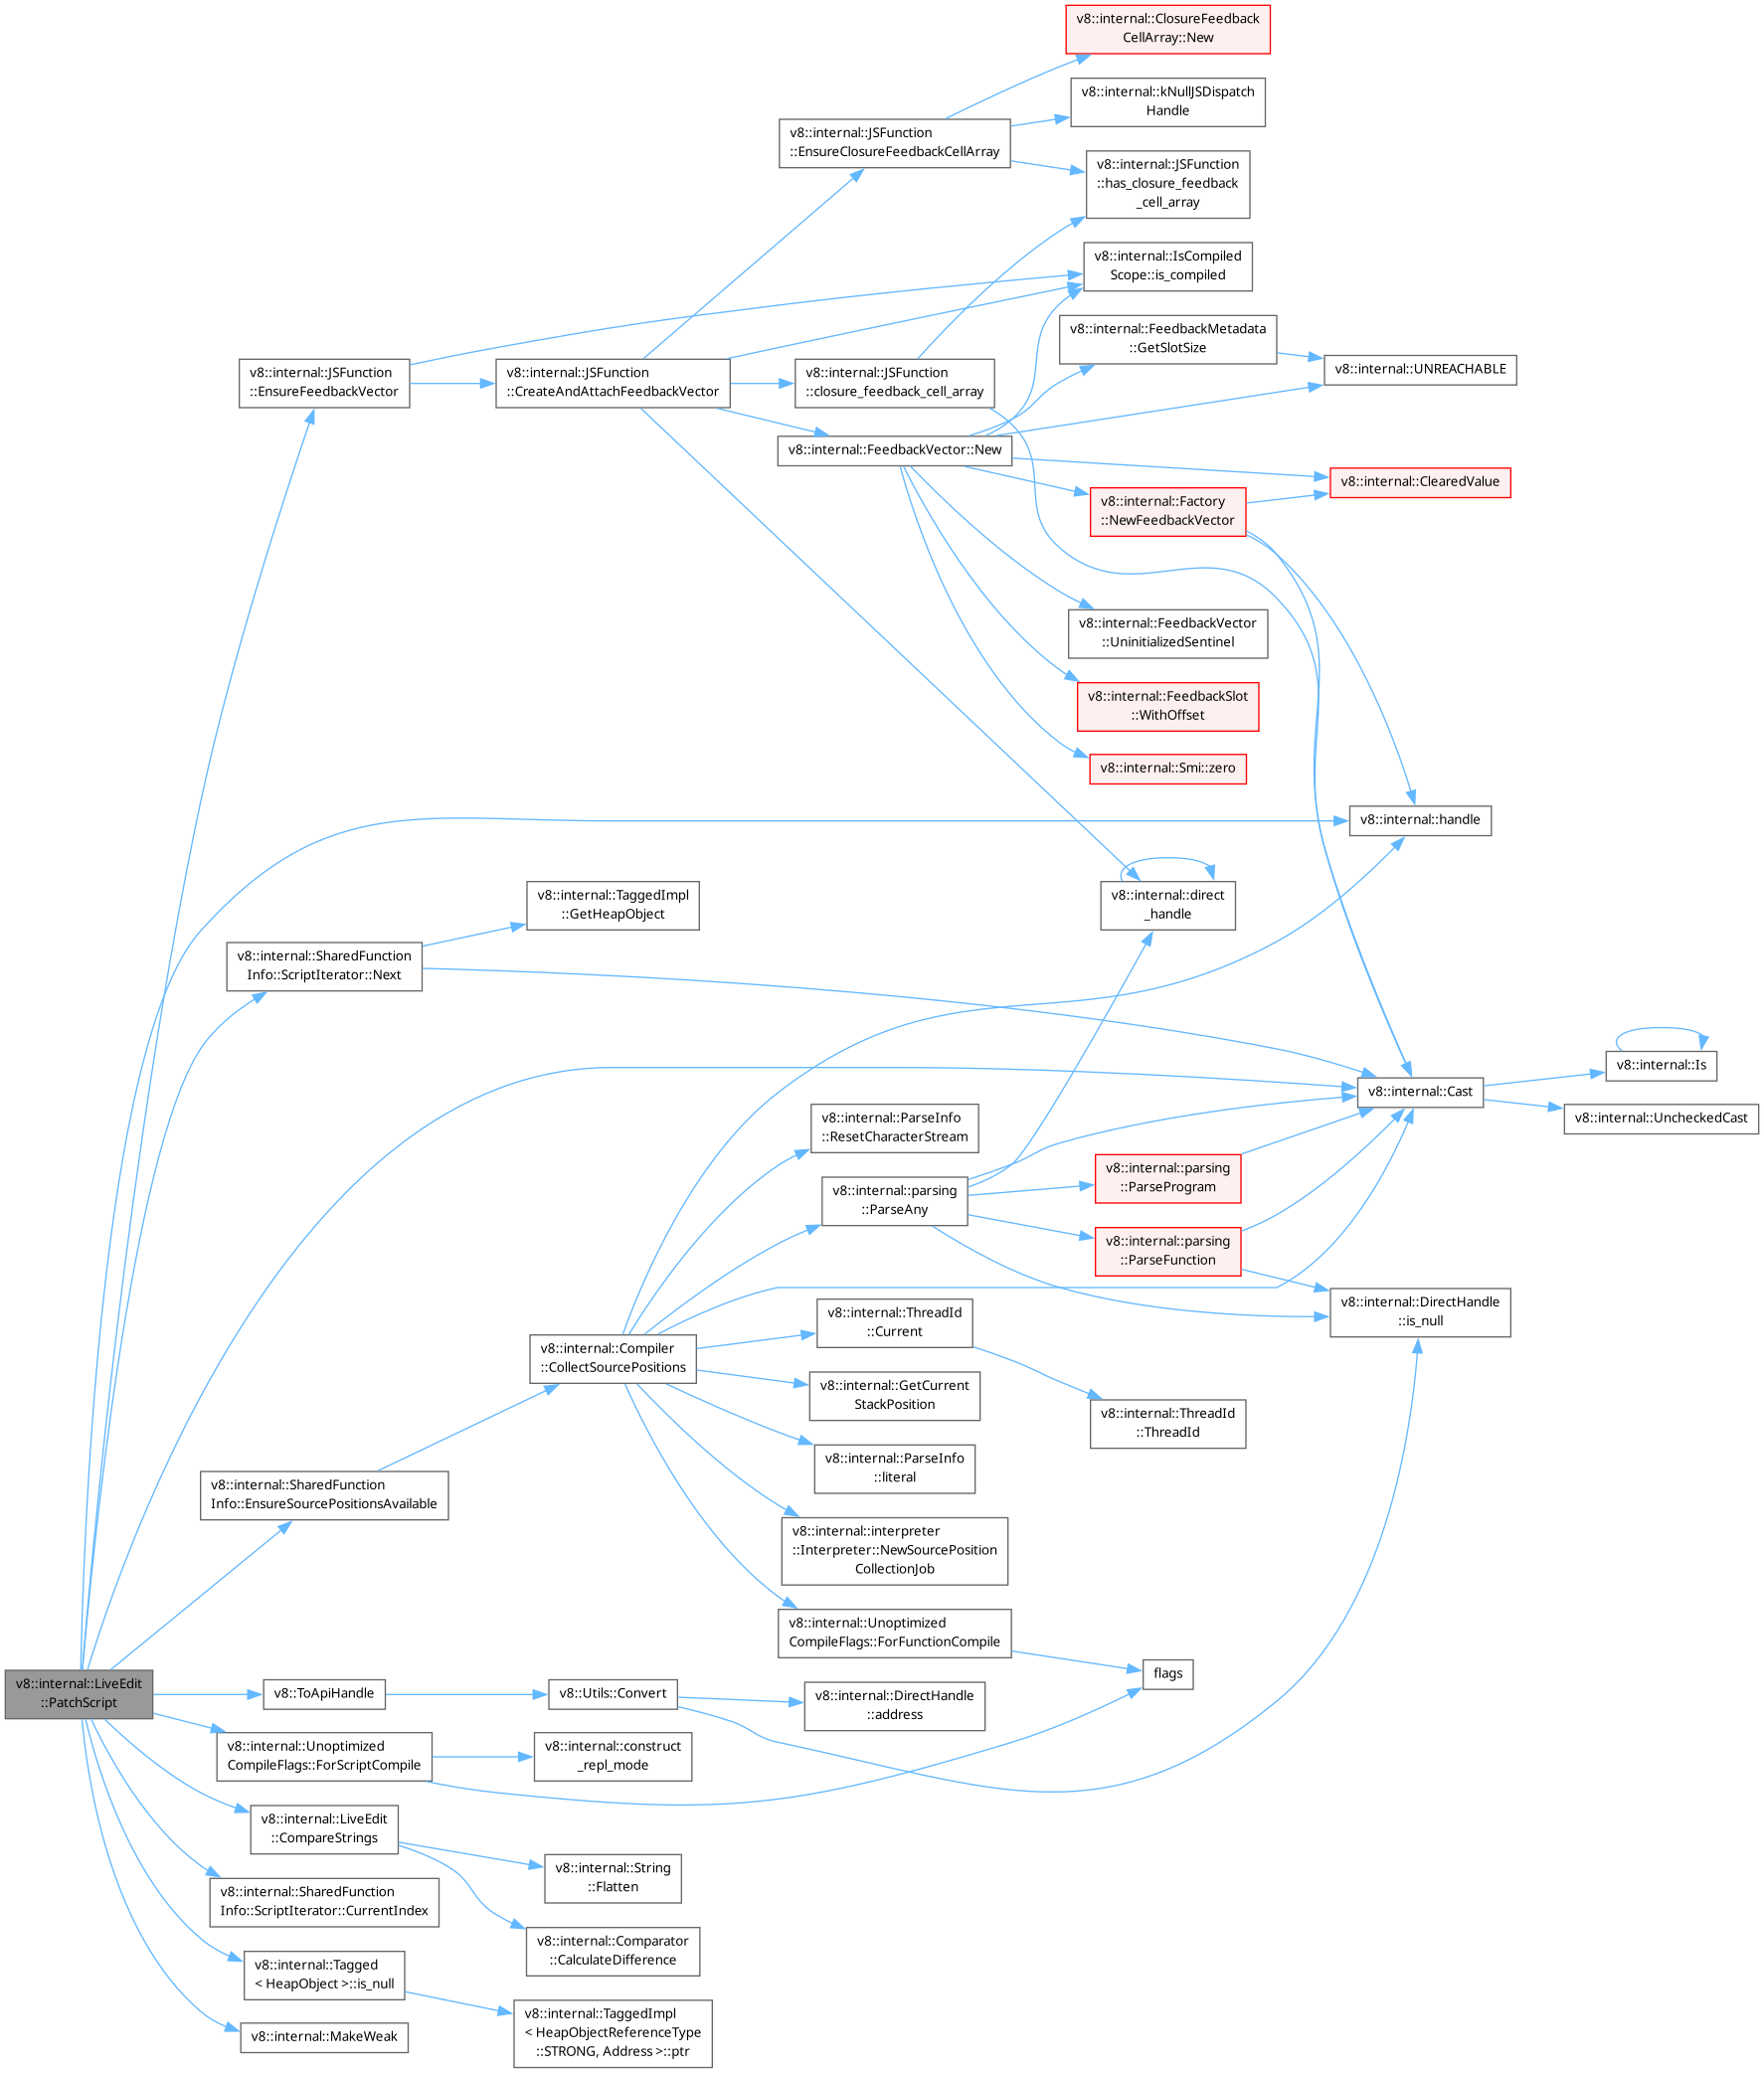 v8::internal::ClosureFeedback
CellArray::New
v8::internal::kNullJSDispatch
Handle
v8::internal::JSFunction
::EnsureClosureFeedbackCellArray
v8::internal::JSFunction
::has_closure_feedback
_cell_array
v8::internal::IsCompiled
Scope::is_compiled
v8::internal::FeedbackMetadata
::GetSlotSize
v8::internal::UNREACHABLE
v8::internal::JSFunction
::EnsureFeedbackVector
v8::internal::JSFunction
::CreateAndAttachFeedbackVector
v8::internal::JSFunction
::closure_feedback_cell_array
v8::internal::FeedbackVector::New
v8::internal::ClearedValue
v8::internal::Factory
::NewFeedbackVector
v8::internal::FeedbackVector
::UninitializedSentinel
v8::internal::FeedbackSlot
::WithOffset
v8::internal::Smi::zero
v8::internal::handle
v8::internal::TaggedImpl
::GetHeapObject
v8::internal::direct
_handle
v8::internal::SharedFunction
Info::ScriptIterator::Next
v8::internal::Is
v8::internal::Cast
v8::internal::UncheckedCast
v8::internal::ParseInfo
::ResetCharacterStream
v8::internal::parsing
::ParseProgram
v8::internal::parsing
::ParseAny
v8::internal::parsing
::ParseFunction
v8::internal::DirectHandle
::is_null
v8::internal::ThreadId
::Current
v8::internal::Compiler
::CollectSourcePositions
v8::internal::GetCurrent
StackPosition
v8::internal::ThreadId
::ThreadId
v8::internal::ParseInfo
::literal
v8::internal::SharedFunction
Info::EnsureSourcePositionsAvailable
v8::internal::interpreter
::Interpreter::NewSourcePosition
CollectionJob
v8::internal::Unoptimized
CompileFlags::ForFunctionCompile
flags
v8::internal::LiveEdit
::PatchScript
v8::ToApiHandle
v8::Utils::Convert
v8::internal::DirectHandle
::address
v8::internal::Unoptimized
CompileFlags::ForScriptCompile
v8::internal::construct
_repl_mode
v8::internal::LiveEdit
::CompareStrings
v8::internal::String
::Flatten
v8::internal::SharedFunction
Info::ScriptIterator::CurrentIndex
v8::internal::Comparator
::CalculateDifference
v8::internal::Tagged
< HeapObject >::is_null
v8::internal::TaggedImpl
< HeapObjectReferenceType
::STRONG, Address >::ptr
v8::internal::MakeWeak